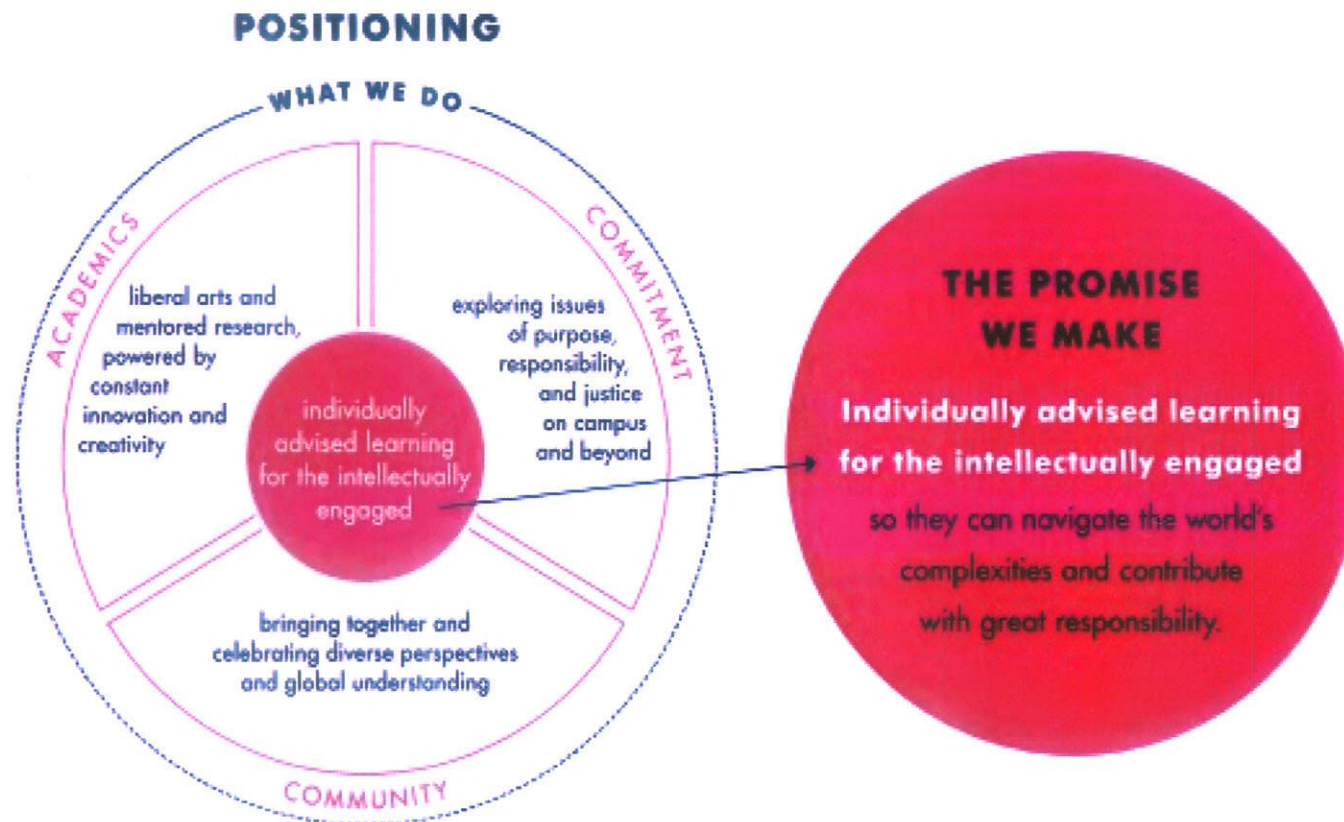 POSITIONING
WHAT WE DO
ACADEMICS
liberal arts and
mentored research,
powered by
constant
innovation and
creativity
COMMITMENT
exploring issues
of purpose,
responsibility,
and justice
on campus
and beyond
individually
advised learning
for the intellectually
engaged
bringing together and
celebrating diverse perspectives
and global understanding
COMMUNITY
THE PROMISE
WE MAKE
Individually advised learning
for the intellectually engaged
so they can navigate the world's
complexities and contribute
with great responsibility.